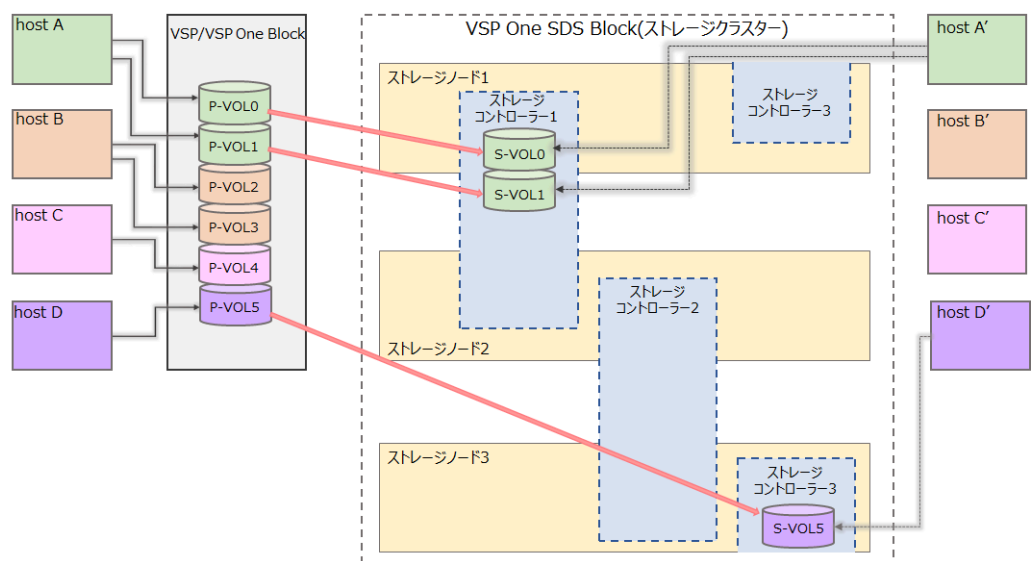 host A
host B
host C
host D
VSP/VSP One Block
P-VOL0
P-VOL1
P-VOL2
P-VOL3
P-VOL4
P-VOL5
VSP One SDS Block(ストレージクラスター)
ストレージノード1
ストレージ
コントローラー1
S-VOL0
S-VOL1
ストレージ
コントローラー3
ストレージノード2
ストレージ
コントローラー2
ストレージノード3
ストレージ
コントローラー3
S-VOL5
host A’
host B’
host C’
host D’